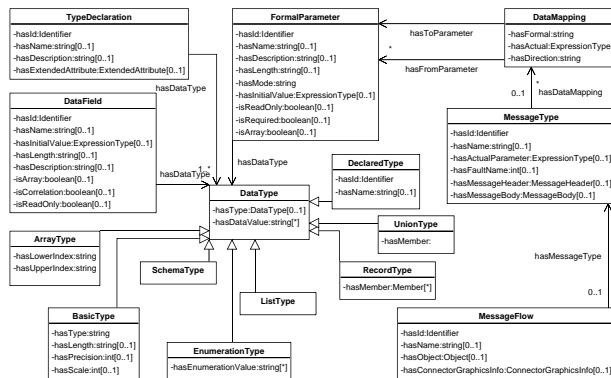 TypeDeclaration
-hasId:Identifier
-hasName:string[0..1]
-hasDescription:string[0..1]
-hasExtendedAttribute:ExtendedAttribute[0..1]
FormalParameter
-hasId:Identifier
-hasName:string[0..1]
-hasDescription:string[0..1]
-hasLength:string[0..1]
-hasMode:string
-hasInitialValue:ExpressionType[0..1]
-isReadOnly:boolean[0..1]
-isRequired:boolean[0..1]
-isArray:boolean[0..1]
DataMapping
-hasFormal:string
-hasActual:ExpressionType
-hasDirection:string
hasToParameter
*
hasFromParameter
hasDataType
*
0..1
hasDataMapping
DataField
-hasId:Identifier
-hasName:string[0..1]
-hasInitialValue:ExpressionType[0..1]
-hasLength:string[0..1]
-hasDescription:string[0..1]
-isArray:boolean[0..1]
-isCorrelation:boolean[0..1]
-isReadOnly:boolean[0..1]
MessageType
-hasId:Identifier
-hasName:string[0..1]
-hasActualParameter:ExpressionType[0..1]
-hasFaultName:int[0..1]
-hasMessageHeader:MessageHeader[0..1]
-hasMessageBody:MessageBody[0..1]
hasDataType
hasDataType
DeclaredType
-hasId:Identifier
-hasName:string[0..1]
DataType
-hasType:DataType[0..1]
-hasDataValue:string[*]
UnionType
-hasMember:
ArrayType
-hasLowerIndex:string
-hasUpperIndex:string
SchemaType
RecordType
-hasMember:Member[*]
hasMessageType
ListType
0..1
BasicType
-hasType:string
-hasLength:string[0..1]
-hasPrecision:int[0..1]
-hasScale:int[0..1]
EnumerationType
-hasEnumerationValue:string[*]
MessageFlow
-hasId:Identifier
-hasName:string[0..1]
-hasObject:Object[0..1]
-hasConnectorGraphicsInfo:ConnectorGraphicsInfo[0..1]